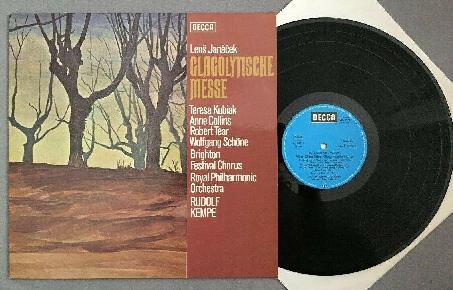 DECCA
Leoš Janáček
GLAGOLYTISCHE
MESSE
Teresa Kubiak
Anne Collins
Robert Tear
Wolfgang Schöne
Brighton
Festival Chorus
Royal Philharmonic
Orchestra
RUDOLF
KEMPE
DECCA